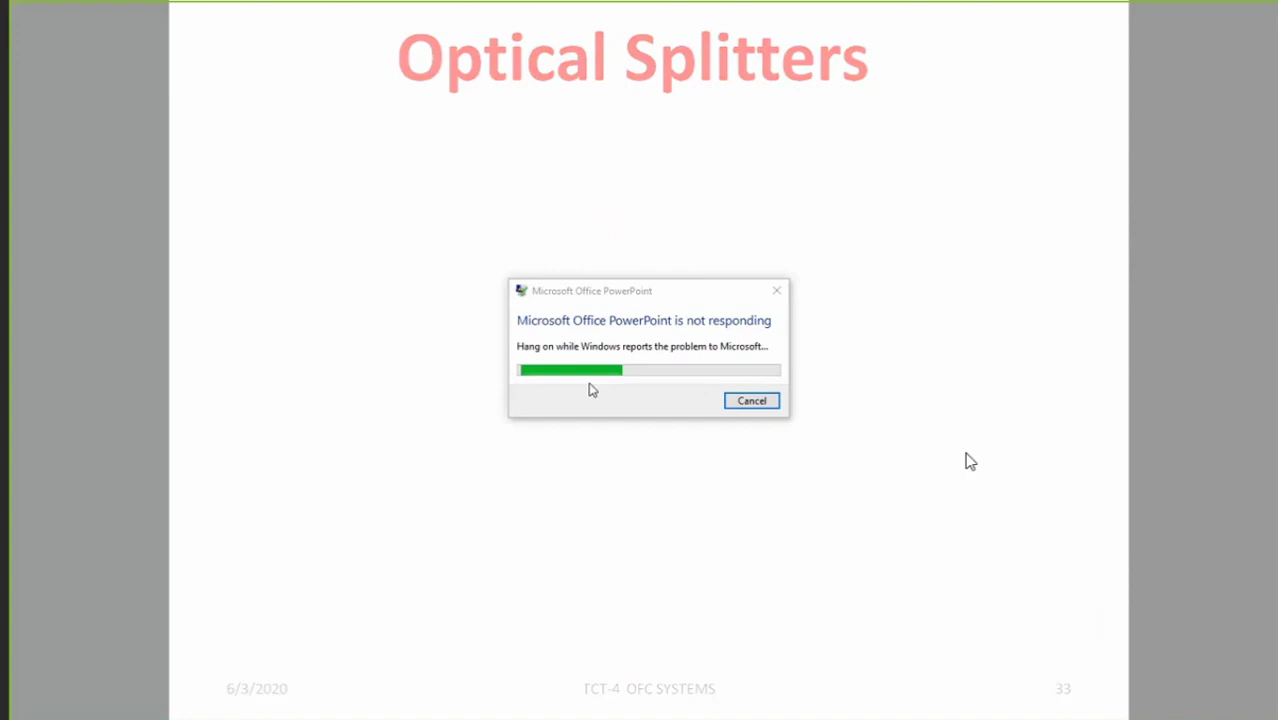 Optical Splitters
Microsoft Office PowerPoint
Microsoft Office PowerPoint is not responding
Hang on while Windows reports the problem to Microsoft...
Cancel
6/3/2020
TCT-4 OFC SYSTEMS
33